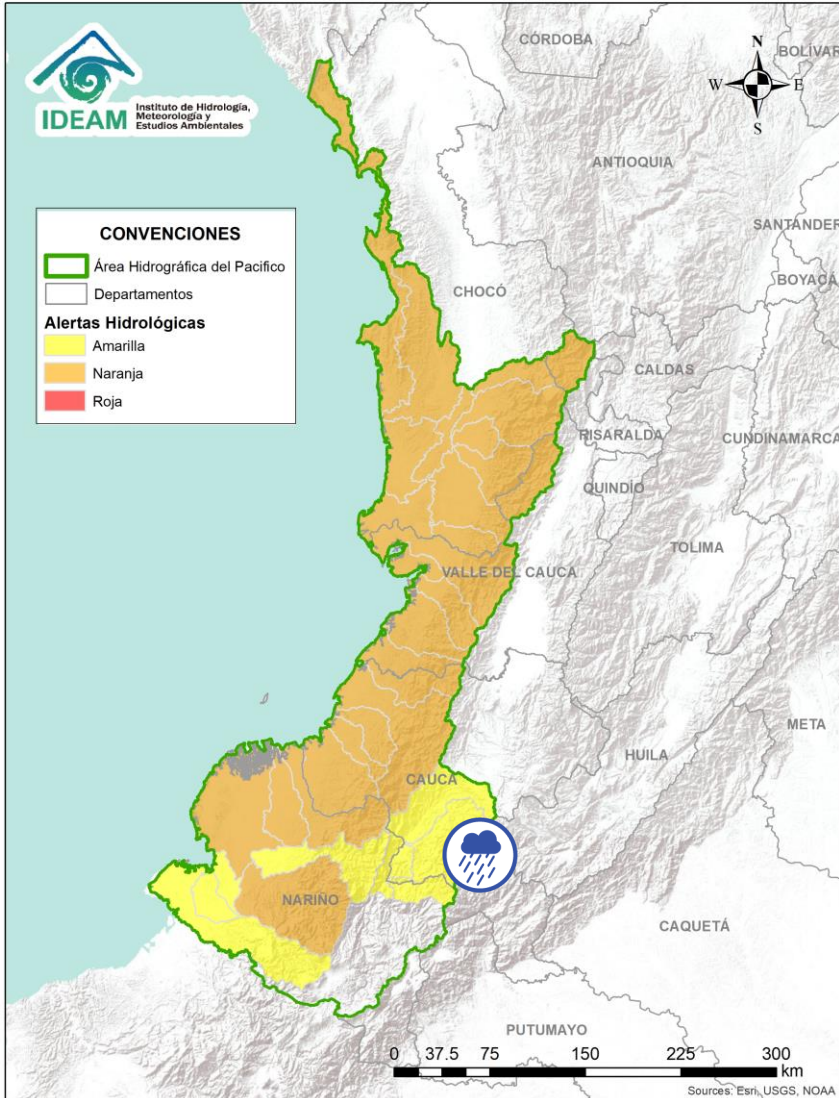 IDEAM
Instituto de Hidrología,
Meteorología y
Estudios Ambientales
CÓRDOBA
BOLÍVAR
N
W
E
S
ANTIOQUIA
SANTANDER
BOYACÁ
CONVENCIONES
Área Hidrográfica del Pacifico
Departamentos
Alertas Hidrológicas
Amarilla
Naranja
Roja
CHOCÓ
CALDAS
RISARALDA
CUNDINAMARCA
QUINDÍO
TOLIMA
VALLE DEL CAUCA
META
HUILA
CAUCA
NARIÑO
CAQUETÁ
PUTUMAYO
0 37.5 75 150 225 300
km
Sources: Esri, USGS, NOAA